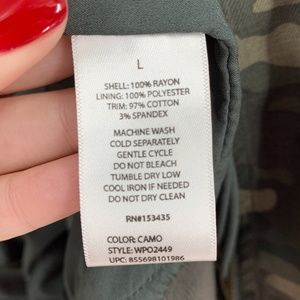 L
SHELL: 100% RAYON
LINING: 100% POLYESTER
TRIM: 97% COTTON
3% SPANDEX
MACHINE WASH
COLD SEPARATELY
GENTLE CYCLE
DO NOT BLEACH
TUMBLE DRY LOW
COOL IRON IF NEEDED
DO NOT DRY CLEAN
RN#153435
COLOR: CAMO
STYLE: WPO2449
UPC: 855698101986